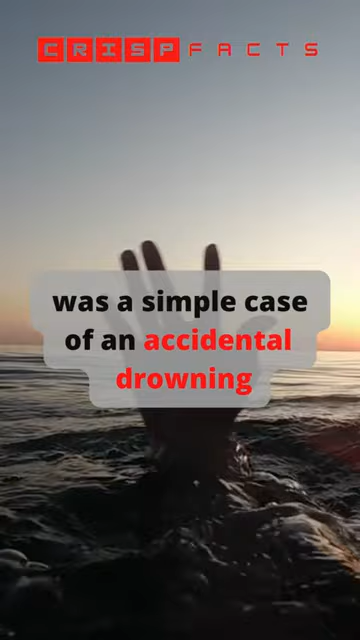 CRISP FACTS
was a simple case
of an accidental
drowning